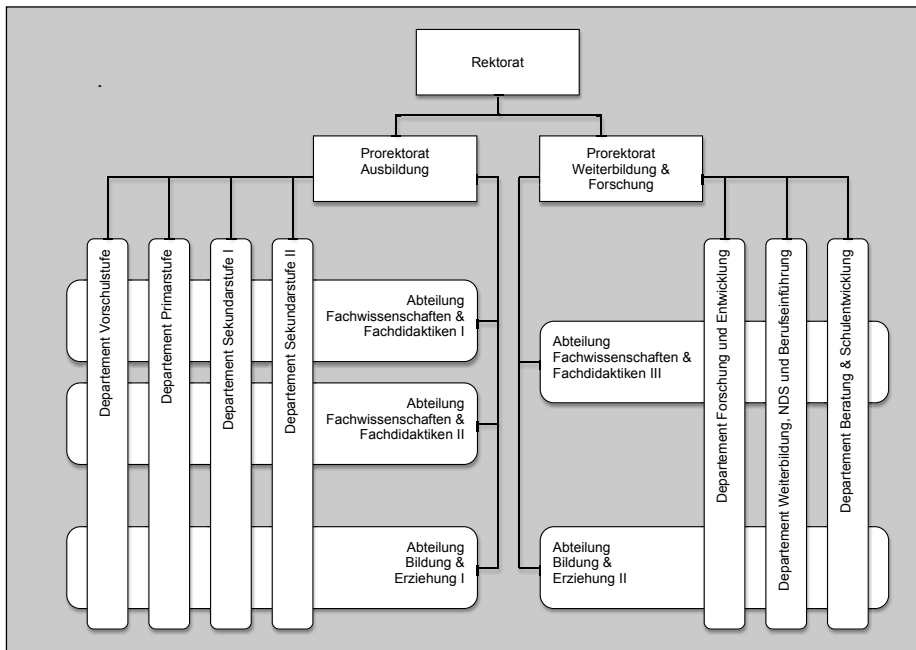 Rektorat
Prorektorat
Ausbildung
Prorektorat
Weiterbildung &
Forschung
Departement Vorschulstufe
Departement Primarstufe
Departement Sekundarstufe I
Departement Sekundarstufe II
Abteilung
Fachwissenschaften &
Fachdidaktiken I
Abteilung
Fachwissenschaften &
Fachdidaktiken II
Abteilung
Bildung &
Erziehung I
Abteilung
Fachwissenschaften &
Fachdidaktiken III
Abteilung
Bildung &
Erziehung II
Departement Forschung und Entwicklung
Departement Weiterbildung, NDS und Berufseinführung
Departement Beratung & Schulentwicklung